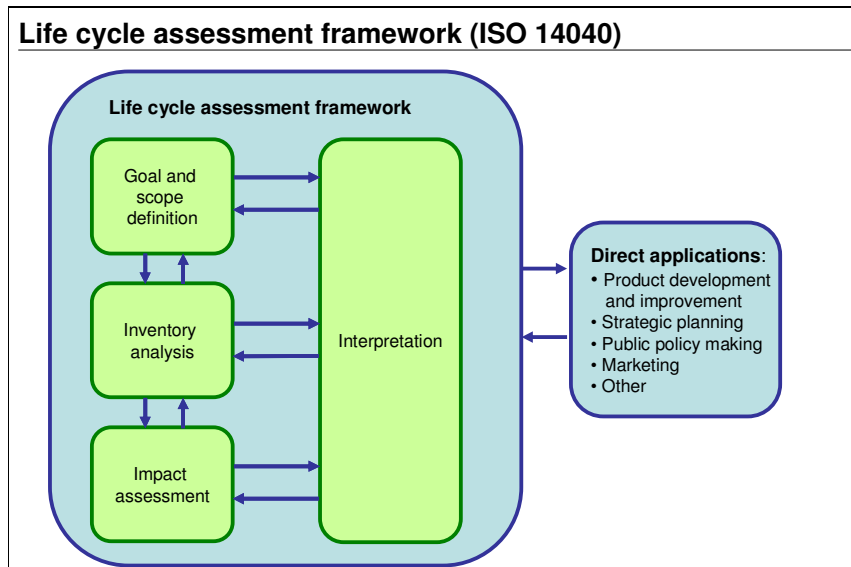 Life cycle assessment framework (ISO 14040)
Life cycle assessment framework
Goal and
scope
definition
Inventory
analysis
Impact
assessment
Interpretation
Direct applications:
• Product development
and improvement
• Strategic planning
• Public policy making
• Marketing
• Other